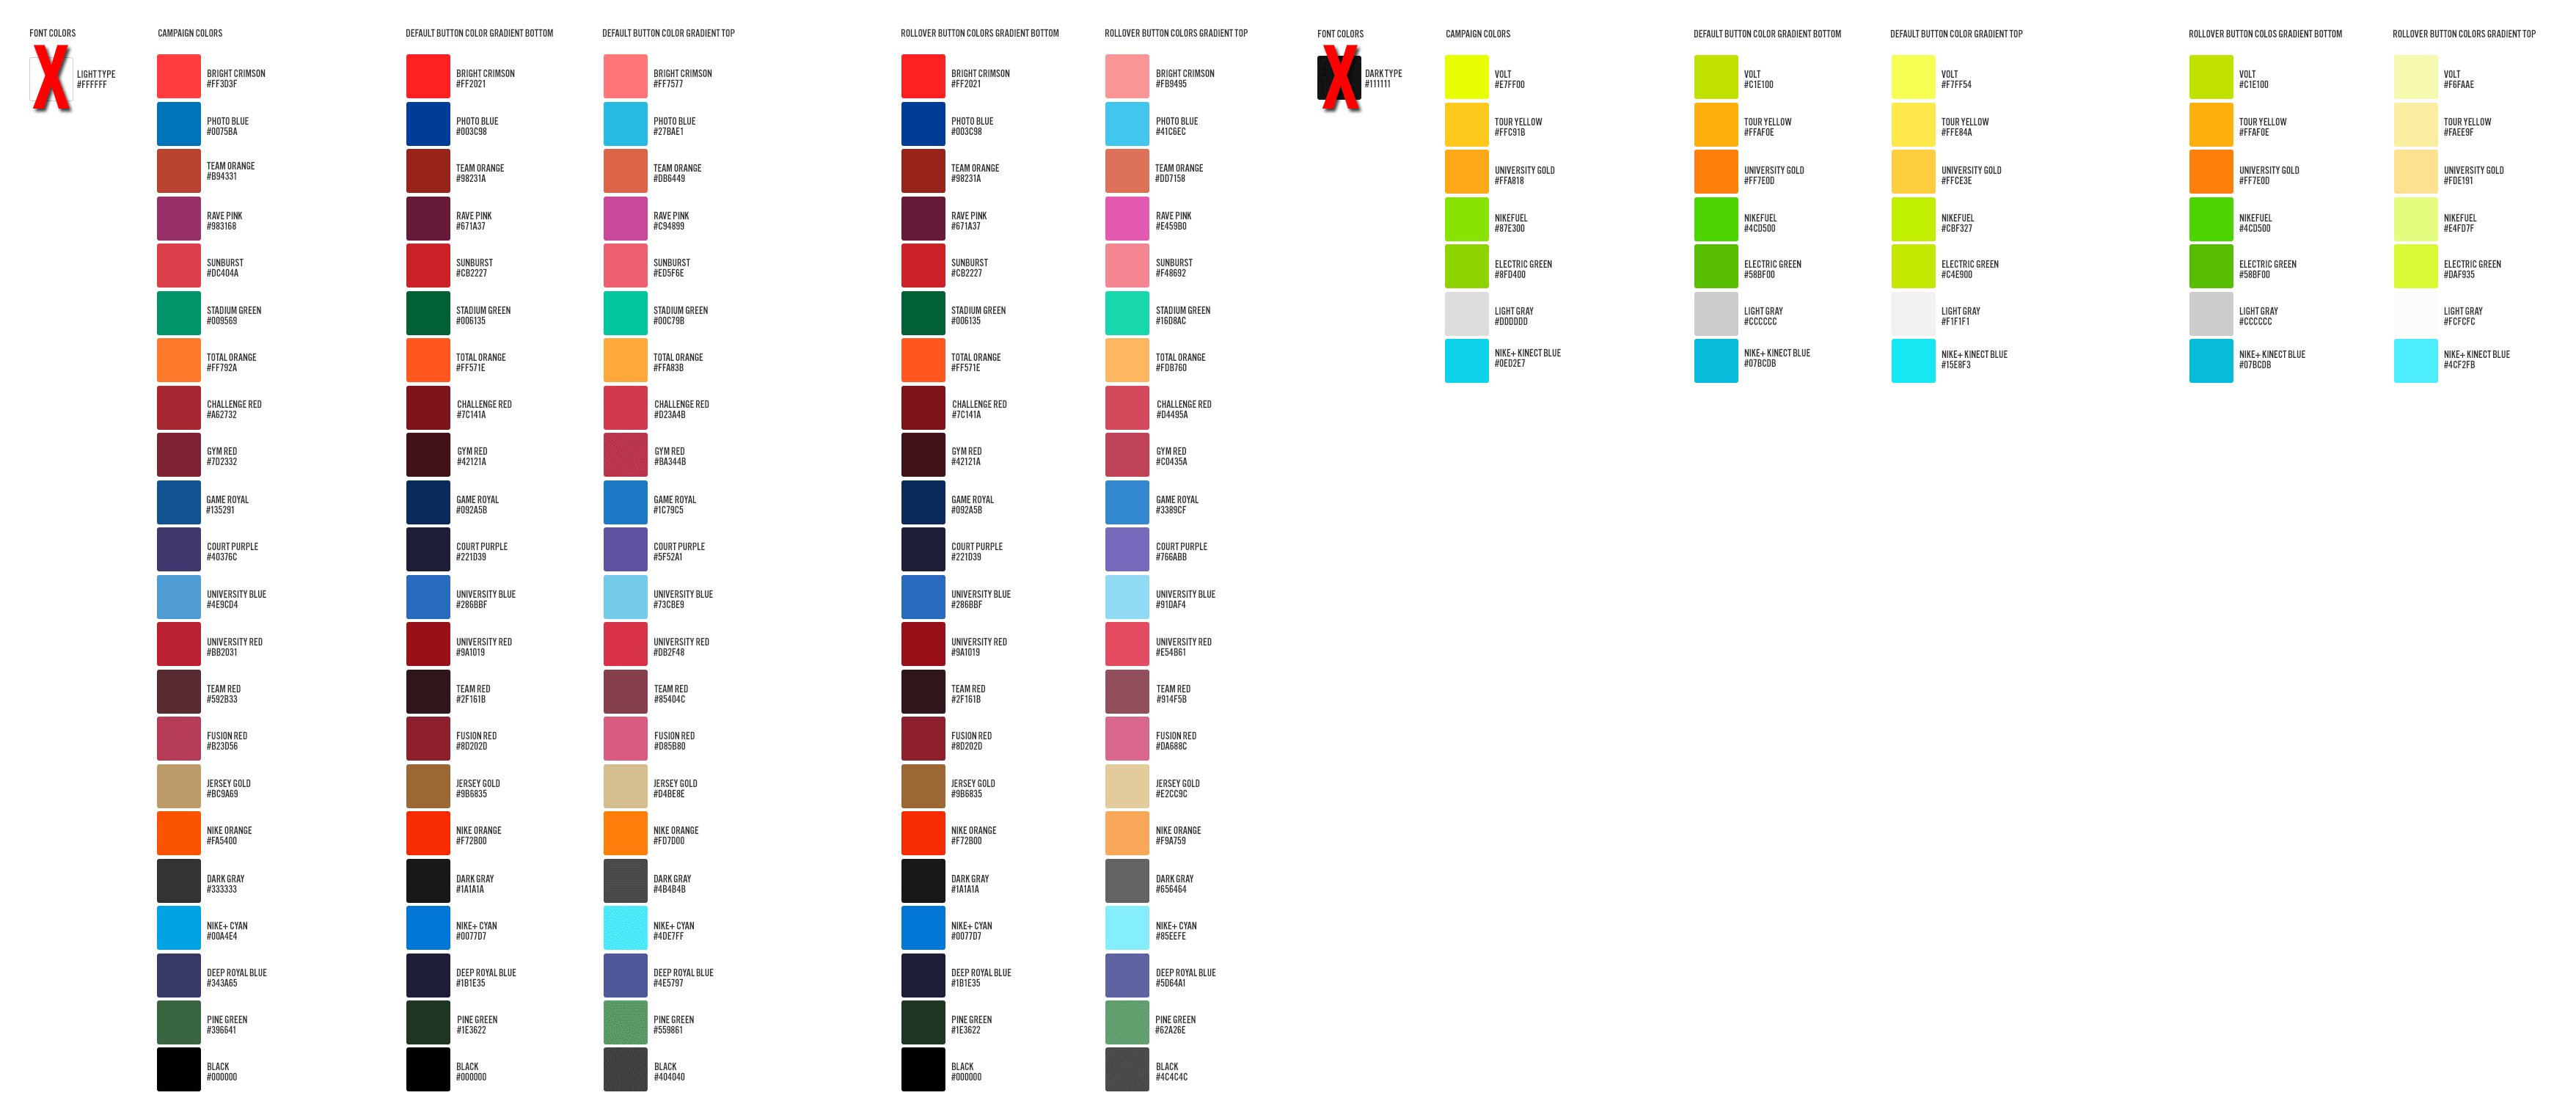 FONT COLORS
X
LIGHT TYPE
#FFFFFF
CAMPAIGN COLORS
BRIGHT CRIMSON
#FF3D3F
PHOTO BLUE
#0075BA
TEAM ORANGE
#B94331
RAVE PINK
#983168
SUNBURST
#DC404A
STADIUM GREEN
#009569
TOTAL ORANGE
#FF792A
CHALLENGE RED
#A62732
GYM RED
#7D2332
GAME ROYAL
#135291
COURT PURPLE
#40376C
UNIVERSITY BLUE
#4E9CD4
UNIVERSITY RED
#BB2031
TEAM RED
#592B33
FUSION RED
#B23D56
JERSEY GOLD
#BC9A69
NIKE ORANGE
#FA5400
DARK GRAY
#333333
NIKE+ CYAN
#00A4E4
DEEP ROYAL BLUE
#343A65
PINE GREEN
#396641
BLACK
#000000
DEFAULT BUTTON COLOR GRADIENT BOTTOM
BRIGHT CRIMSON
#FF2021
PHOTO BLUE
#003C98
TEAM ORANGE
#98231A
RAVE PINK
#671A37
SUNBURST
#CB2227
STADIUM GREEN
#006135
TOTAL ORANGE
#FF571E
CHALLENGE RED
#7C141A
GYM RED
#42121A
GAME ROYAL
#092A5B
COURT PURPLE
#221D39
UNIVERSITY BLUE
#286BBF
UNIVERSITY RED
#9A1019
TEAM RED
#2F161B
FUSION RED
#8D202D
JERSEY GOLD
#9B6835
NIKE ORANGE
#F72B00
DARK GRAY
#1A1A1A
NIKE+ CYAN
#0077D7
DEEP ROYAL BLUE
#1B1E35
PINE GREEN
#1E3622
BLACK
#000000
DEFAULT BUTTON COLOR GRADIENT TOP
BRIGHT CRIMSON
#FF7577
PHOTO BLUE
#27BAE1
TEAM ORANGE
#DB6449
RAVE PINK
#C94899
SUNBURST
#ED5F6E
STADIUM GREEN
#00C79B
TOTAL ORANGE
#FFA83B
CHALLENGE RED
#D23A4B
GYM RED
#BA344B
GAME ROYAL
#1C79C5
COURT PURPLE
#5F52A1
UNIVERSITY BLUE
#73CBE9
UNIVERSITY RED
#DB2F48
TEAM RED
#85404C
FUSION RED
#D85B80
JERSEY GOLD
#D4BE8E
NIKE ORANGE
#FD7D00
DARK GRAY
#4B4B4B
NIKE+ CYAN
#4DE7FF
DEEP ROYAL BLUE
#4E5797
PINE GREEN
#559861
BLACK
#404040
ROLLOVER BUTTON COLORS GRADIENT BOTTOM
BRIGHT CRIMSON
#FF2021
PHOTO BLUE
#003C98
TEAM ORANGE
#98231A
RAVE PINK
#671A37
SUNBURST
#CB2227
STADIUM GREEN
#006135
TOTAL ORANGE
#FF571E
CHALLENGE RED
#7C141A
GYM RED
#42121A
GAME ROYAL
#092A5B
COURT PURPLE
#221D39
UNIVERSITY BLUE
#286BBF
UNIVERSITY RED
#9A1019
TEAM RED
#2F161B
FUSION RED
#8D202D
JERSEY GOLD
#9B6835
NIKE ORANGE
#F72B00
DARK GRAY
#1A1A1A
NIKE+ CYAN
#0077D7
DEEP ROYAL BLUE
#1B1E35
PINE GREEN
#1E3622
BLACK
#000000
ROLLOVER BUTTON COLORS GRADIENT TOP
BRIGHT CRIMSON
#FB9495
PHOTO BLUE
#41C6EC
TEAM ORANGE
#DD7158
RAVE PINK
#E459B0
SUNBURST
#F48692
STADIUM GREEN
#16D8AC
TOTAL ORANGE
#FDB760
CHALLENGE RED
#D4495A
GYM RED
#C0435A
GAME ROYAL
#3389CF
COURT PURPLE
#766ABB
UNIVERSITY BLUE
#91DAF4
UNIVERSITY RED
#E54B61
TEAM RED
#914F5B
FUSION RED
#DA688C
JERSEY GOLD
#E2CC9C
NIKE ORANGE
#F9A759
DARK GRAY
#656464
NIKE+ CYAN
#85EEFE
DEEP ROYAL BLUE
#5D64A1
PINE GREEN
#62A26E
BLACK
#4C4C4C
FONT COLORS
X
DARK TYPE
#111111
CAMPAIGN COLORS
VOLT
#E7FF00
TOUR YELLOW
#FFC91B
UNIVERSITY GOLD
#FFA818
NIKEFUEL
#87E300
ELECTRIC GREEN
#8FD400
LIGHT GRAY
#DDDDDD
NIKE+ KINECT BLUE
#0ED2E7
DEFAULT BUTTON COLOR GRADIENT BOTTOM
VOLT
#C1E100
TOUR YELLOW
#FFAF0E
UNIVERSITY GOLD
#FF7E0D
NIKEFUEL
#4CD500
ELECTRIC GREEN
#58BF00
LIGHT GRAY
#CCCCCC
NIKE+ KINECT BLUE
#07BCDB
DEFAULT BUTTON COLOR GRADIENT TOP
VOLT
#F7FF54
TOUR YELLOW
#FFE84A
UNIVERSITY GOLD
#FFCE3E
NIKEFUEL
#CBF327
ELECTRIC GREEN
#C4E900
LIGHT GRAY
#F1F1F1
NIKE+ KINECT BLUE
#15E8F3
ROLLOVER BUTTON COLOS GRADIENT BOTTOM
VOLT
#C1E100
TOUR YELLOW
#FFAF0E
UNIVERSITY GOLD
#FF7E0D
NIKEFUEL
#4CD500
ELECTRIC GREEN
#58BF00
LIGHT GRAY
#CCCCCC
NIKE+ KINECT BLUE
#07BCDB
ROLLOVER BUTTON COLORS GRADIENT TOP
VOLT
#F6FAAE
TOUR YELLOW
#FAEE9F
UNIVERSITY GOLD
#FDE191
NIKEFUEL
#E4FD7F
ELECTRIC GREEN
#DAF935
LIGHT GRAY
#FCFCFC
NIKE+ KINECT BLUE
#4CF2FB